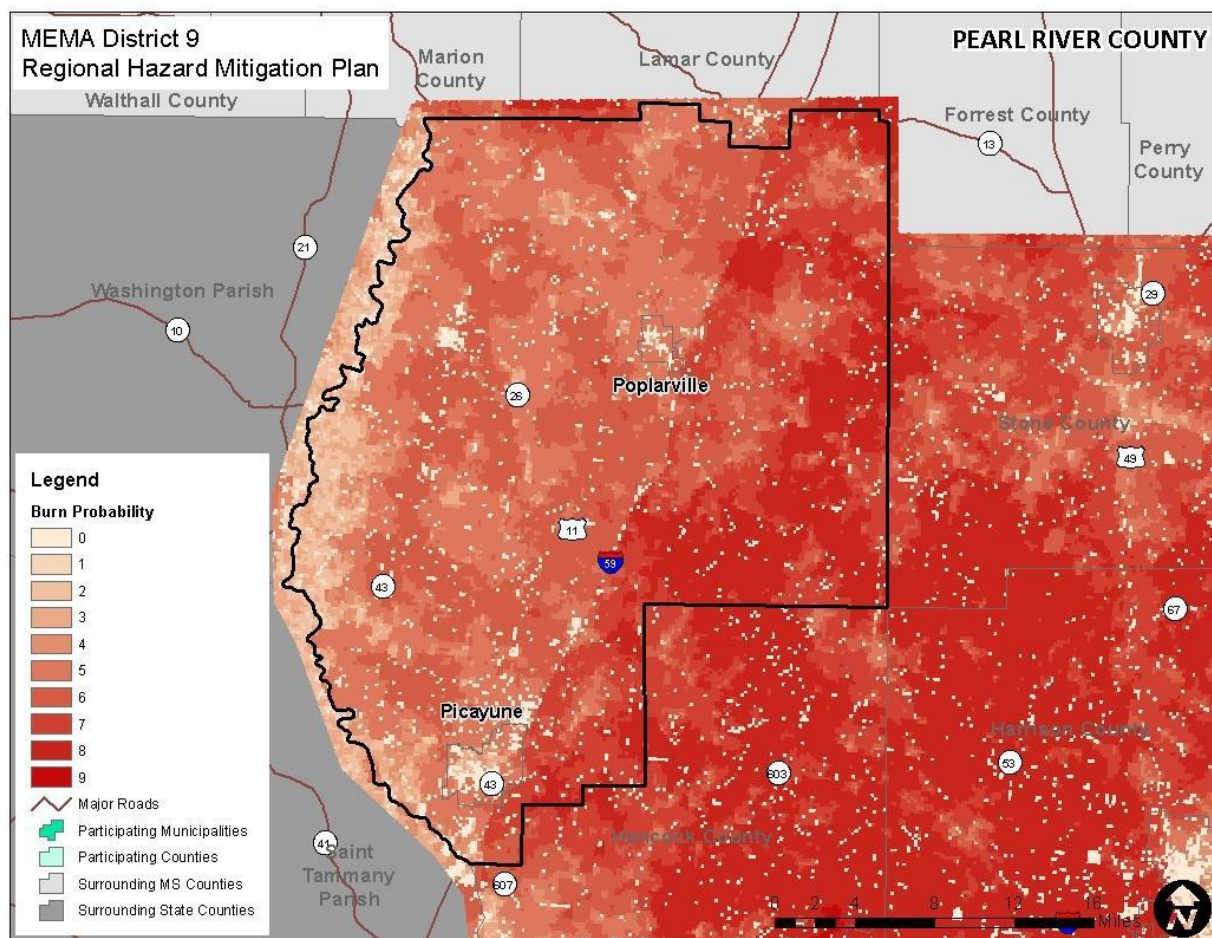 MEMA District 9
Regional Hazard Mitigation Plan
PEARL RIVER COUNTY
Marion
County
Lamar County
Walthall County
Forrest County
13
Perry
County
21
Washington Parish
10
29
26
Poplarville
Stone County
49
11
59
43
67
Picayune
43
603
Harrison County
53
Hancock County
41
Saint
Tammany
Parish
607
Legend
Burn Probability
0
1
2
3
4
5
6
7
8
9
Major Roads
Participating Municipalities
Participating Counties
Surrounding MS Counties
Surrounding State Counties
0 2 4 8 12 16
Miles
N